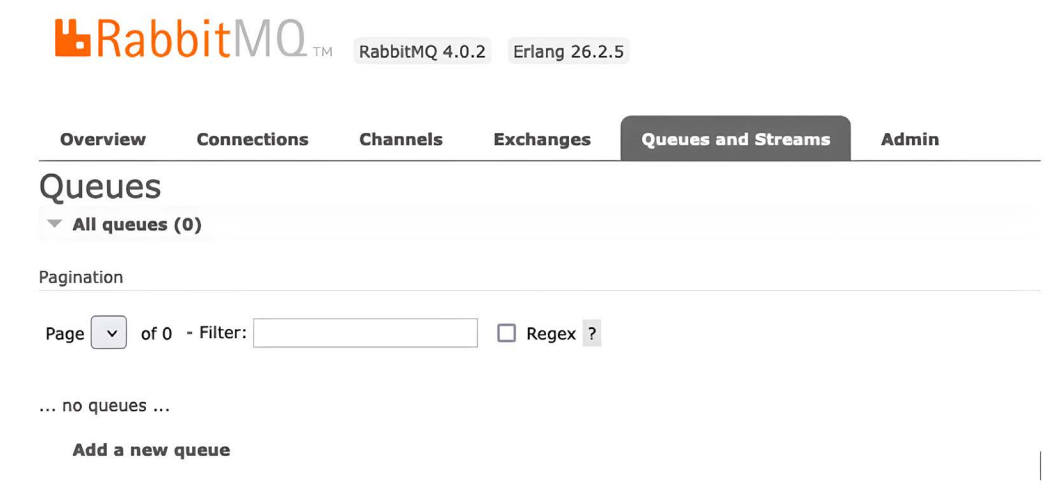 RabbitMQ TM RabbitMQ 4.0.2 Erlang 26.2.5
Overview Connections Channels Exchanges Queues and Streams Admin
Queues
All queues (0)
Pagination
Page of 0 - Filter: Regex ?
... no queues ...
Add a new queue